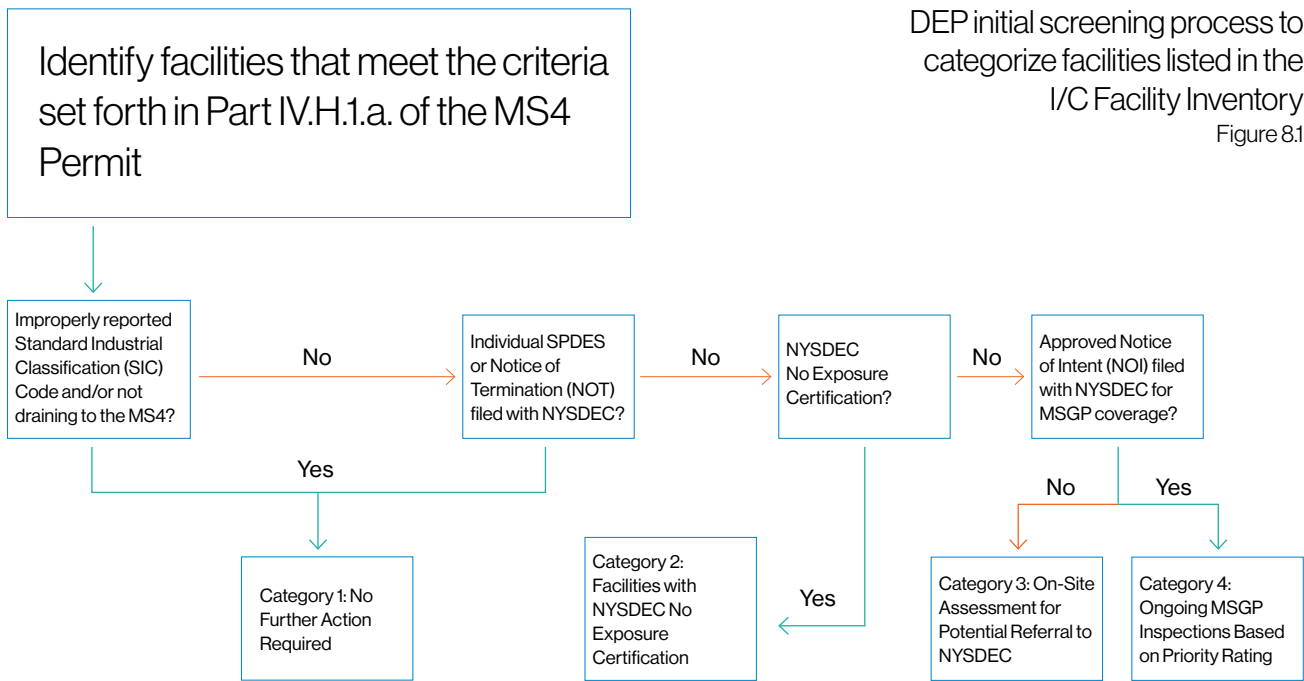 Identify facilities that meet the criteria
set forth in Part IV.H.1.a. of the MS4
Permit
DEP initial screening process to
categorize facilities listed in the
I/C Facility Inventory
Figure 8.1
Improperly reported
Standard Industrial
Classification (SIC)
Code and/or not
draining to the MS4?
No
Individual SPDES
or Notice of
Termination (NOT)
filed with NYSDEC?
No
NYSDEC
No Exposure
Certification?
No
Approved Notice
of Intent (NOI) filed
with NYSDEC for
MSGP coverage?
Yes
Category 1: No
Further Action
Required
Category 2:
Facilities with
NYSDEC No
Exposure
Certification
Yes
No
Yes
Category 3: On-Site
Assessment for
Potential Referral to
NYSDEC
Category 4:
Ongoing MSGP
Inspections Based
on Priority Rating